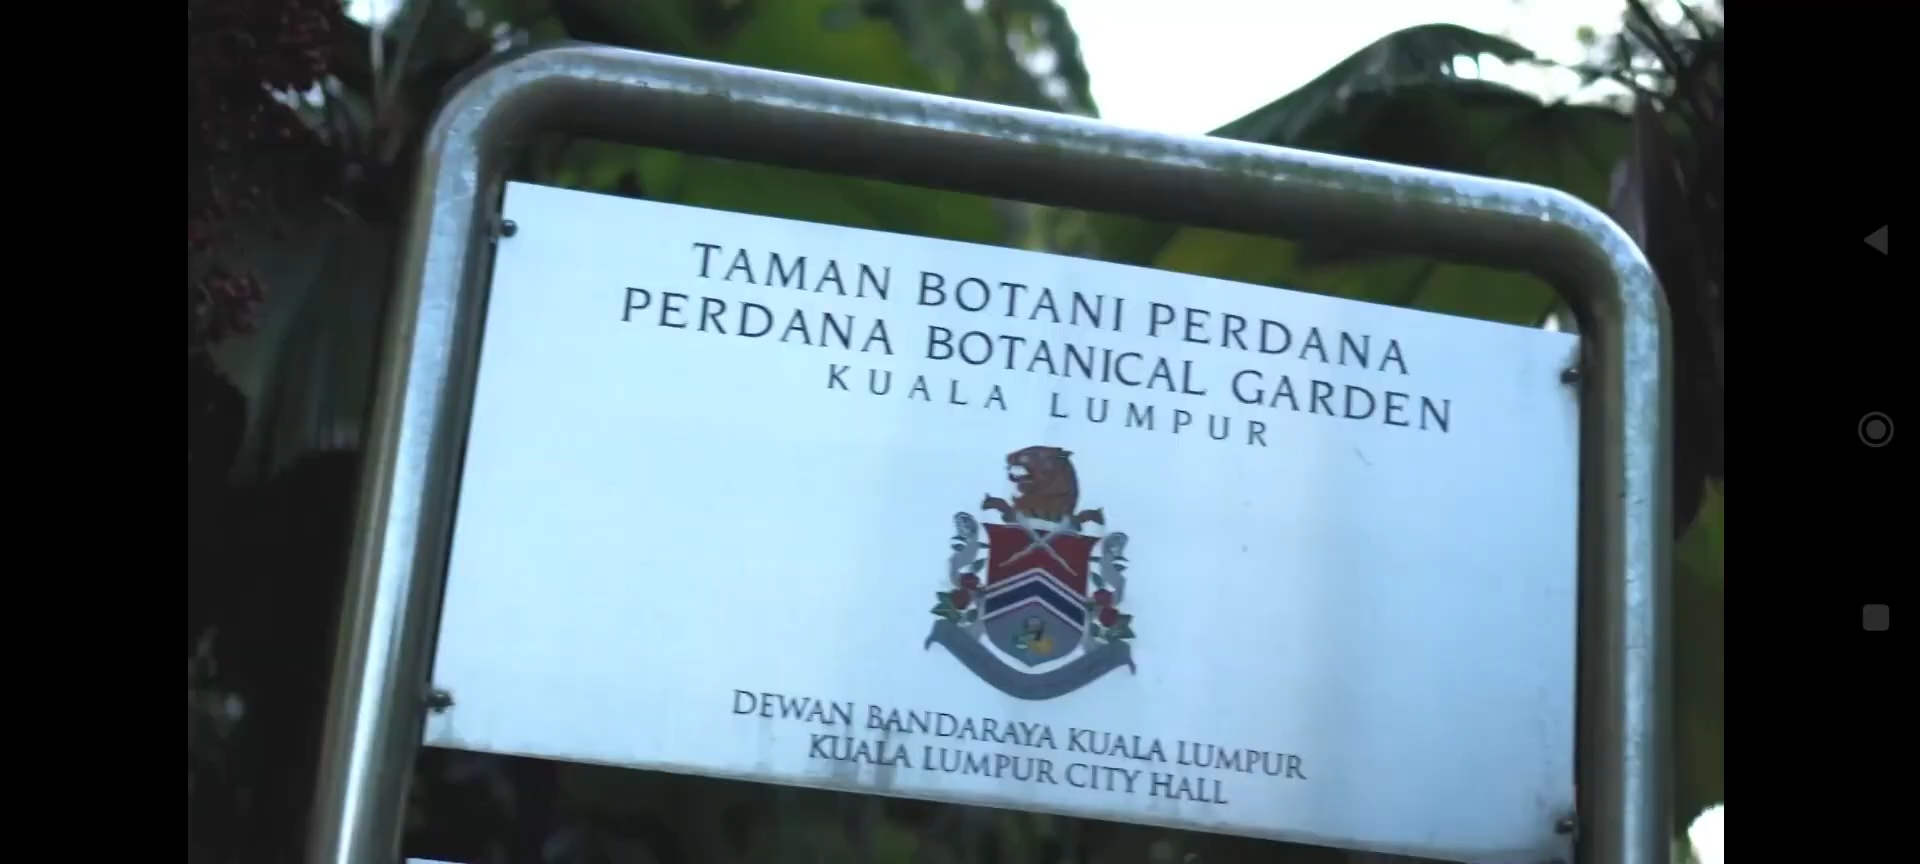 TAMAN BOTANI PERDANA
PERDANA BOTANICAL GARDEN
KUALA LUMPUR
DEWAN BANDARAYA KUALA LUMPUR
KUALA LUMPUR CITY HALL